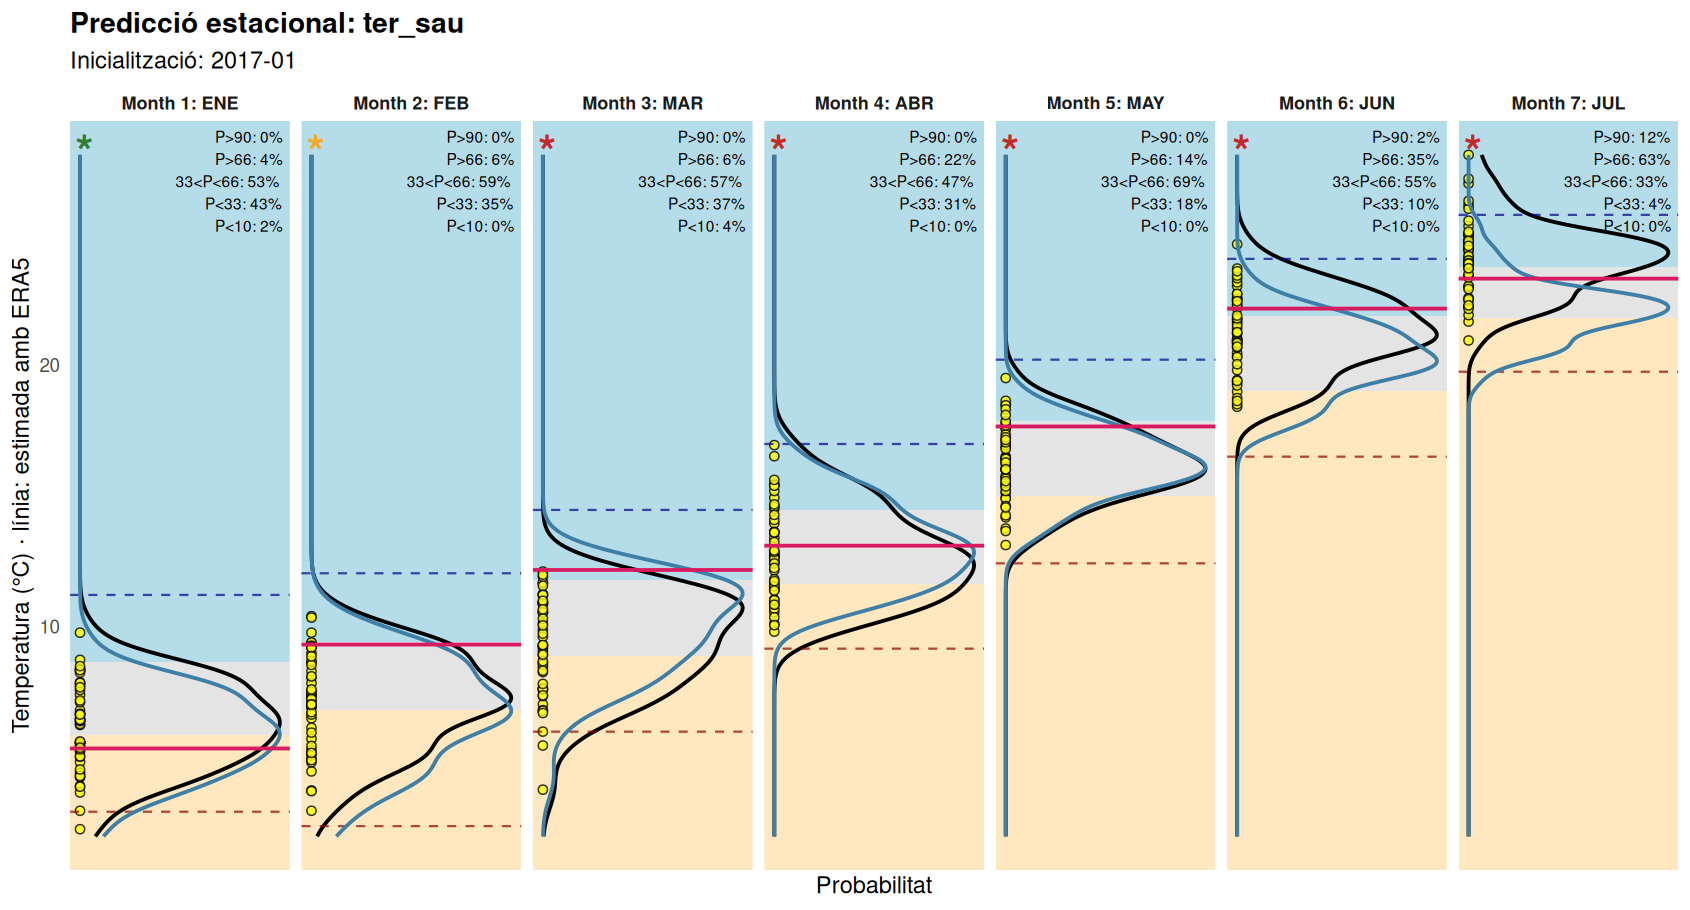 Predicció estacional: ter_sau
Inicialització: 2017-01
Month 1: ENE
Month 2: FEB
Month 3: MAR
Month 4: ABR
Month 5: MAY
Month 6: JUN
Month 7: JUL
*
P>90: 0%
P>66: 4%
33<P<66: 53%
P<33: 43%
P<10: 2%
*
P>90: 0%
P>66: 6%
33<P<66: 59%
P<33: 35%
P<10: 0%
*
P>90: 0%
P>66: 6%
33<P<66: 57%
P<33: 37%
P<10: 4%
*
P>90: 0%
P>66: 22%
33<P<66: 47%
P<33: 31%
P<10: 0%
*
P>90: 0%
P>66: 14%
33<P<66: 69%
P<33: 18%
P<10: 0%
*
P>90: 2%
P>66: 35%
33<P<66: 55%
P<33: 10%
P<10: 0%
*
P>90: 12%
P>66: 63%
33<P<66: 33%
P<33: 4%
P<10: 0%
Temperatura (°C) · línia: estimada amb ERA5
20
10
Probabilitat